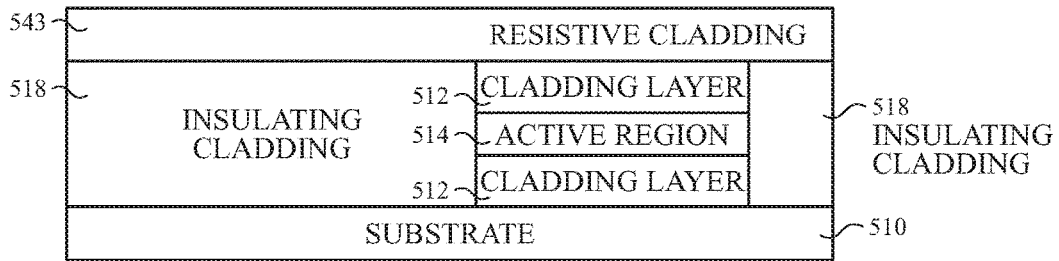 543
RESISTIVE CLADDING
518
512
CLADDING LAYER
518
INSULATING
CLADDING
514
ACTIVE REGION
INSULATING
CLADDING
512
CLADDING LAYER
SUBSTRATE
510